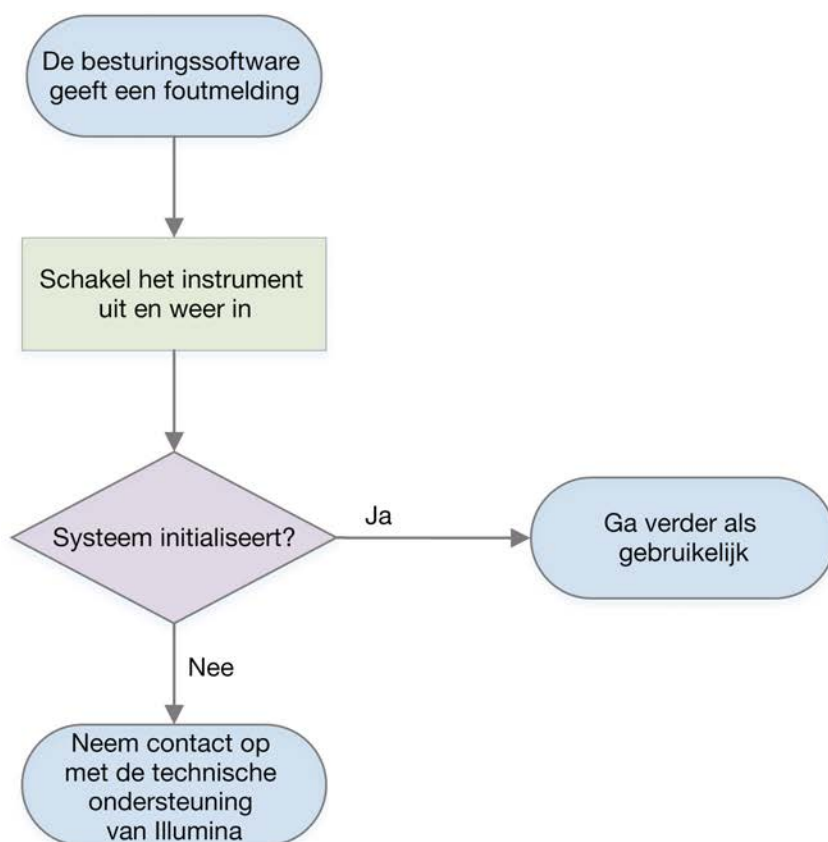 De besturingssoftware
geeft een foutmelding
Schakel het instrument
uit en weer in
Systeem initialiseert?
Ja
Ga verder als
gebruikelijk
Nee
Neem contact op
met de technische
ondersteuning
van Illumina